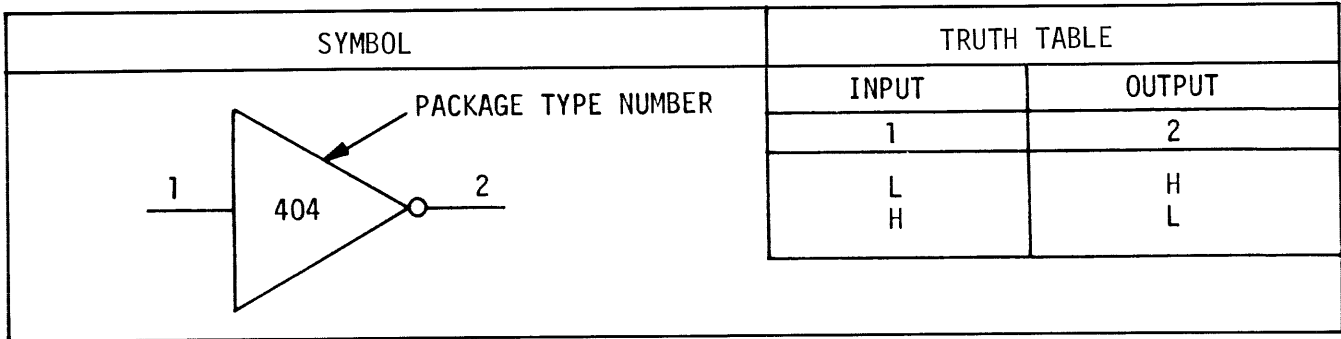 SYMBOL
TRUTH TABLE
PACKAGE TYPE NUMBER
1
404
2
INPUT OUTPUT
1 2
L H
H L